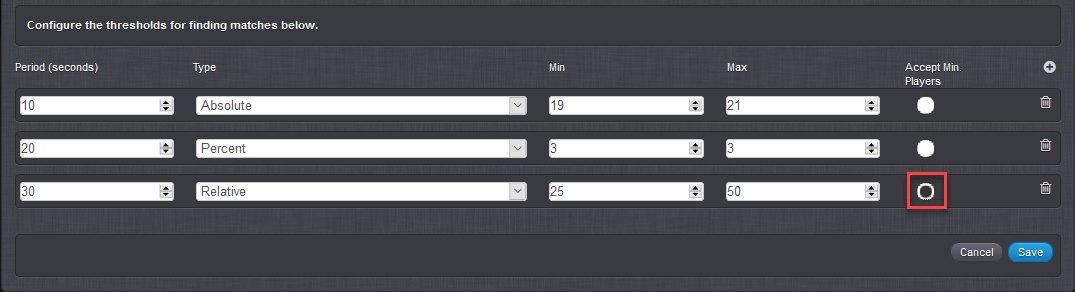 Configure the thresholds for finding matches below.
Period (seconds) Type Min Max Accept Min.
Players
10 Absolute 19 21
20 Percent 3 3
30 Relative 25 50
Cancel Save